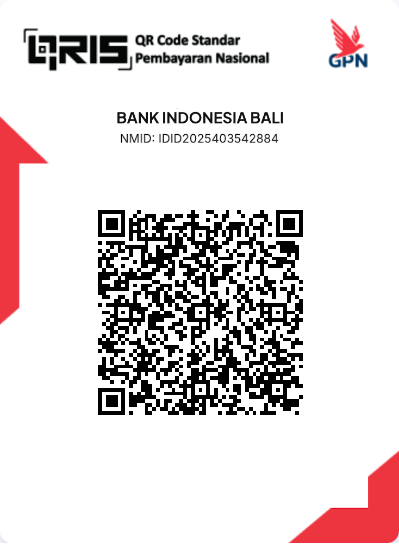 QRIS QR Code Standar
Pembayaran Nasional
GPN
BANK INDONESIA BALI
NMID: IDID2025403542884